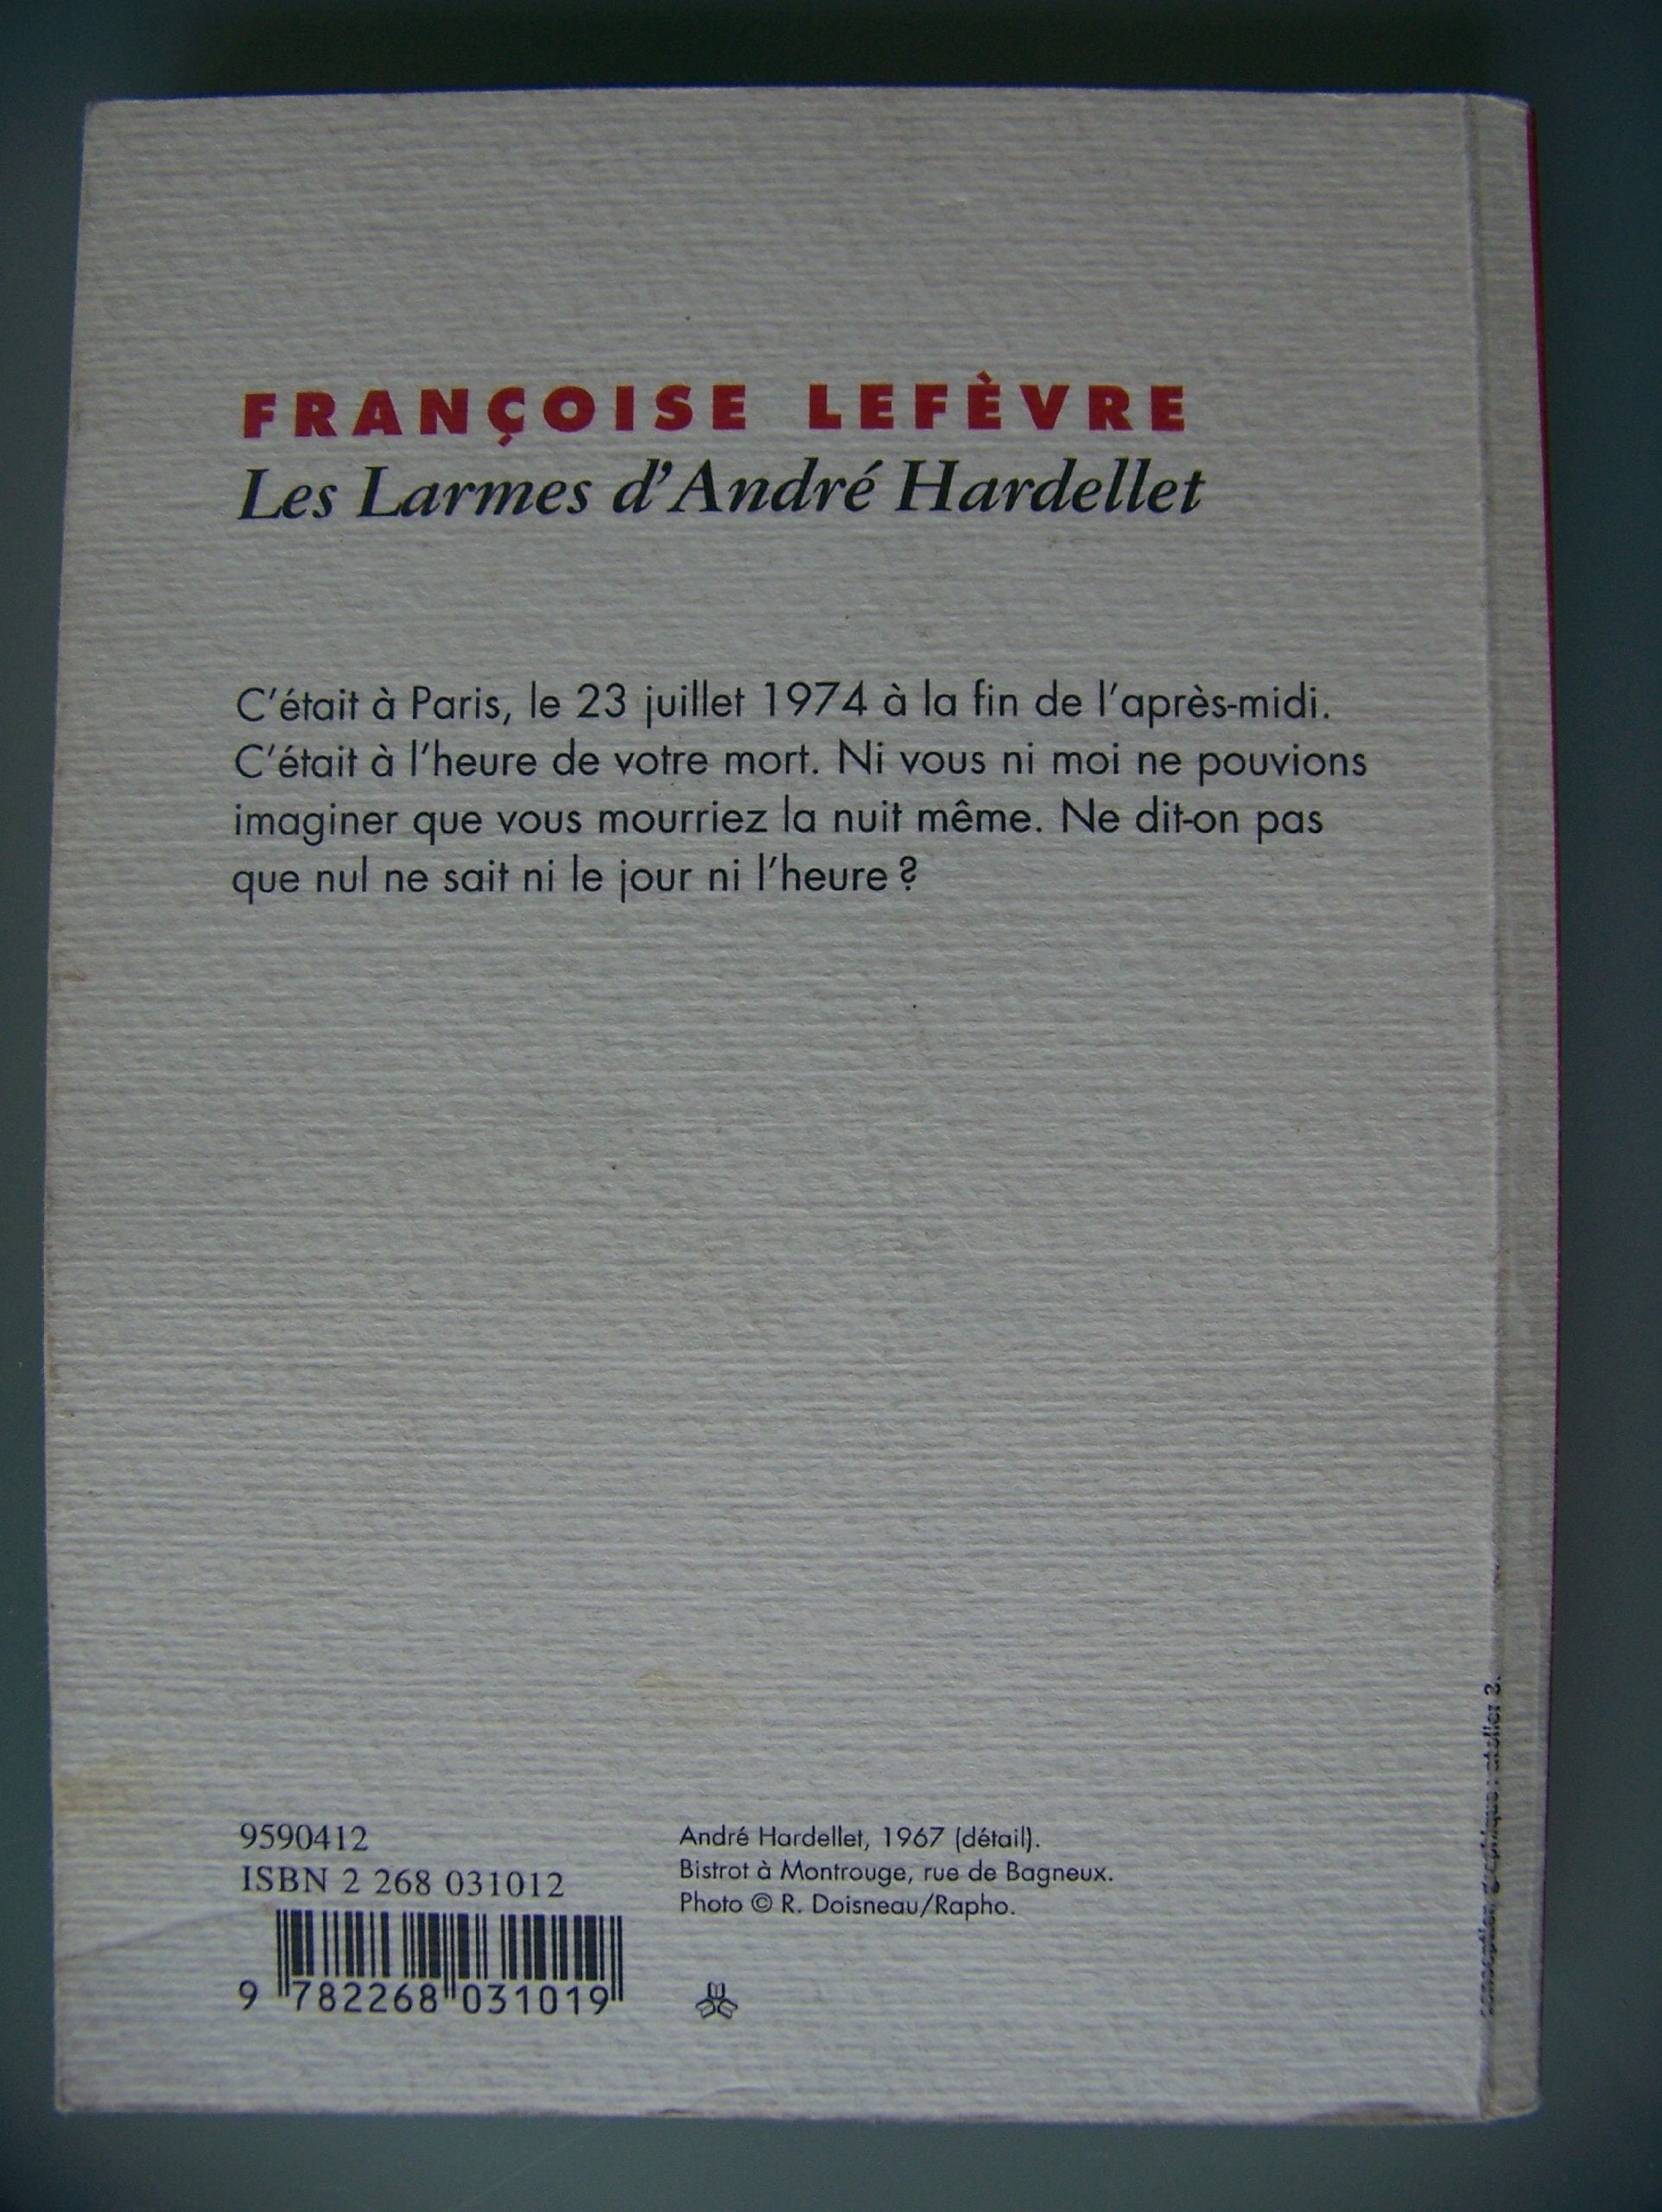 FRANÇOISE LEFÈVRE
Les Larmes d'André Hardellet
C'était à Paris, le 23 juillet 1974 à la fin de l'après-midi.
C'était à l'heure de votre mort. Ni vous ni moi ne pouvions
imaginer que vous mourriez la nuit même. Ne dit-on pas
que nul ne sait ni le jour ni l'heure ?
9590412
ISBN 2 268 031012
9 782268 031019
André Hardellet, 1967 (détail).
Bistrot à Montrouge, rue de Bagneux.
Photo © R. Doisneau/Rapho.
atelier 3.